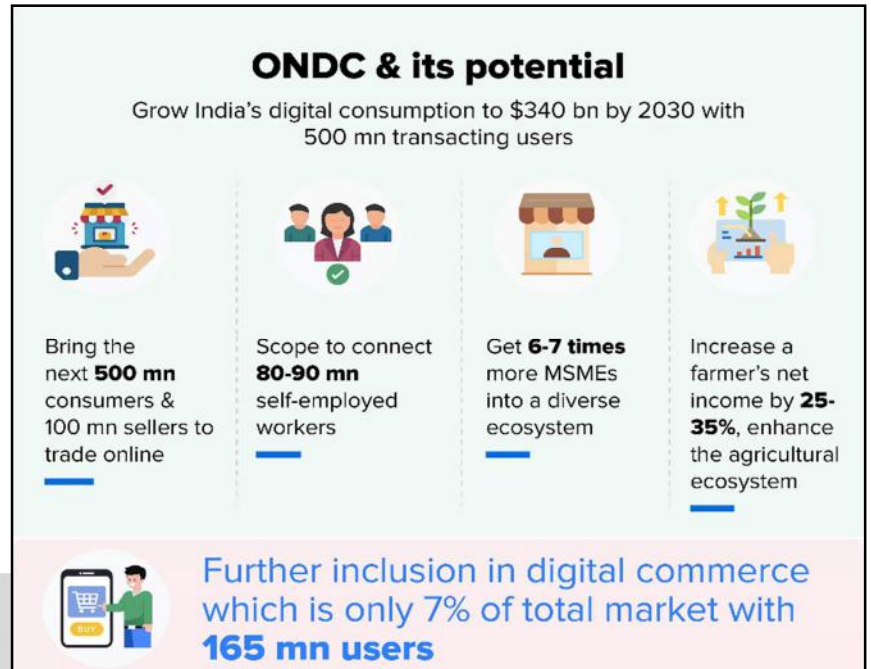 ONDC & its potential
Grow India's digital consumption to $340 bn by 2030 with
500 mn transacting users
Bring the
next 500 mn
consumers &
100 mn sellers to
trade online
Scope to connect
80-90 mn
self-employed
workers
Get 6-7 times
more MSMEs
into a diverse
ecosystem
Increase a
farmer's net
income by 25-
35%, enhance
the agricultural
ecosystem
BUY
Further inclusion in digital commerce
which is only 7% of total market with
165 mn users